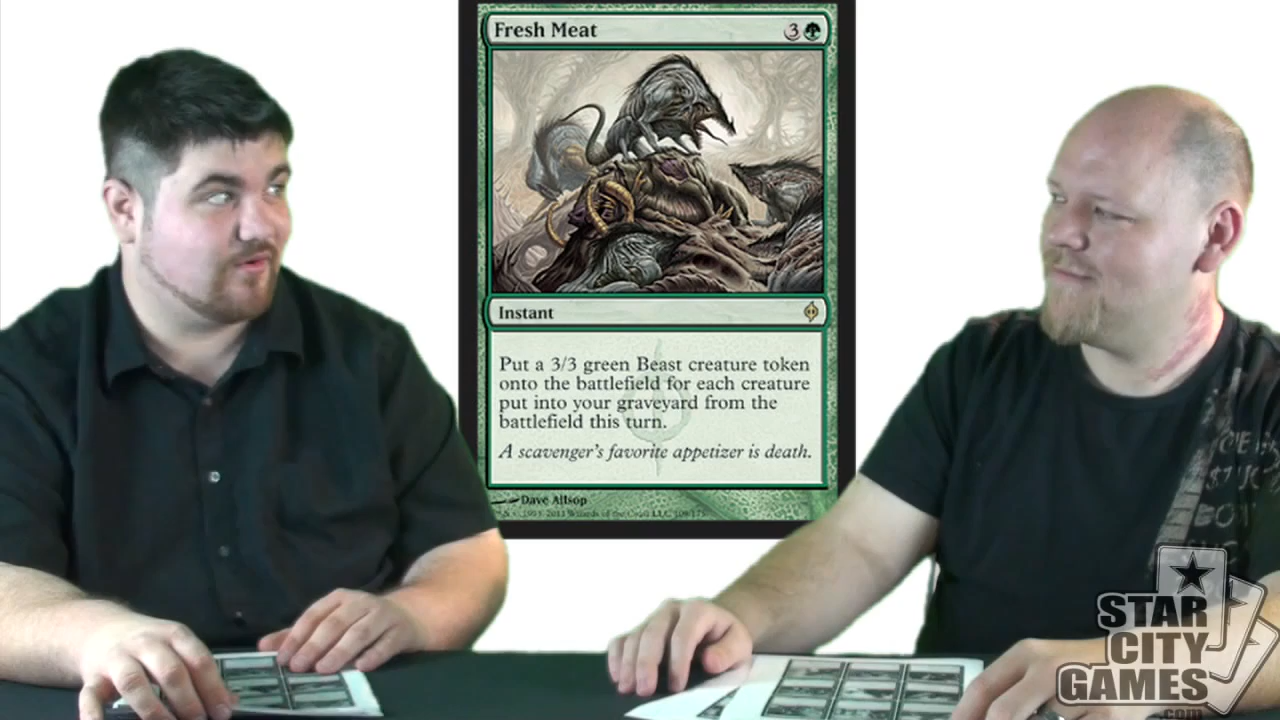 Fresh Meat
3
Instant
Put a 3/3 green Beast creature token
onto the battlefield for each creature
put into your graveyard from the
battlefield this turn.
A scavenger's favorite appetizer is death.
Dave Allsop
STAR
CITY
GAMES
.com